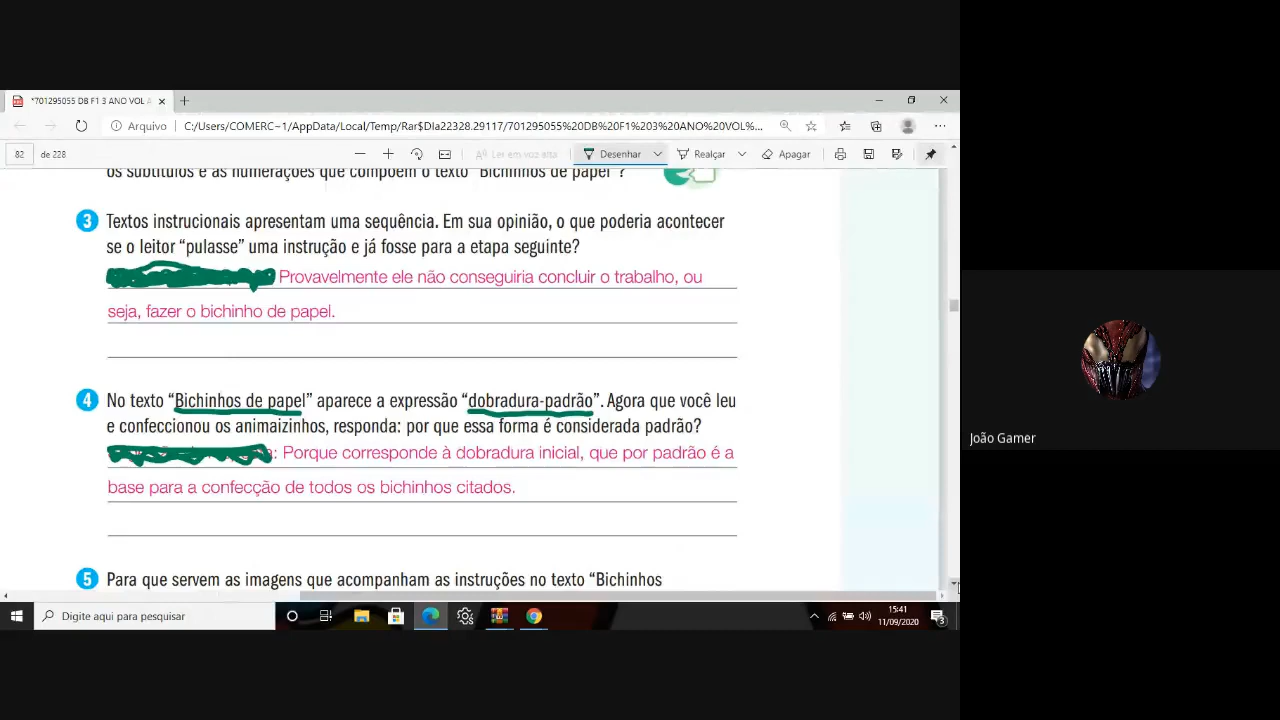 *701295055 DB F1 3 ANO VOL
Arquivo
C:/Users/COMERC~1/AppData/Local/Temp/Rar$DIa22328.29117/701295055%20DB%20F1%203%20ANO%20VOL%...
82 de 228
Ler em voz alta
Desenhar
Realçar
Apagar
os subtítulos e as numerações que compõem o texto “Bichinhos de papel”?
3 Textos instrucionais apresentam uma sequência. Em sua opinião, o que poderia acontecer
se o leitor “pulasse” uma instrução e já fosse para a etapa seguinte?
Provavelmente ele não conseguiria concluir o trabalho, ou
seja, fazer o bichinho de papel.
4 No texto “Bichinhos de papel” aparece a expressão “dobradura-padrão”. Agora que você leu
e confeccionou os animaizinhos, responda: por que essa forma é considerada padrão?
: Porque corresponde à dobradura inicial, que por padrão é a
base para a confecção de todos os bichinhos citados.
5 Para que servem as imagens que acompanham as instruções no texto “Bichinhos
João Gamer
Digite aqui para pesquisar
15:41
11/09/2020
3